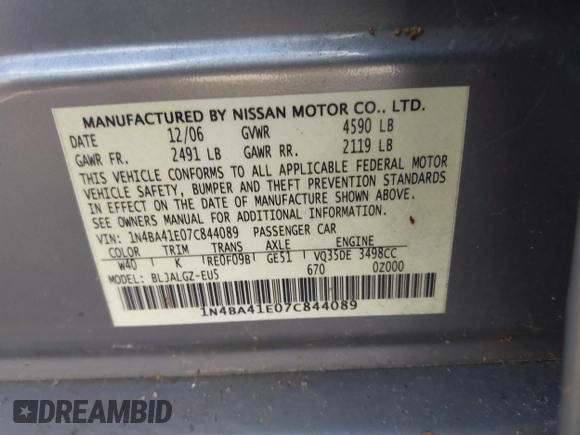 MANUFACTURED BY NISSAN MOTOR CO., LTD.
DATE 12/06 GVWR 4590 LB
GAWR FR. 2491 LB GAWR RR. 2119 LB
THIS VEHICLE CONFORMS TO ALL APPLICABLE FEDERAL MOTOR
VEHICLE SAFETY, BUMPER AND THEFT PREVENTION STANDARDS
IN EFFECT ON THE DATE OF MANUFACTURE SHOWN ABOVE.
SEE OWNERS MANUAL FOR ADDITIONAL INFORMATION.
VIN: 1N4BA41E07C844089 PASSENGER CAR
COLOR TRIM TRANS AXLE ENGINE
W40 K RE0F09B GE51 VQ35DE 3498CC
MODEL: BLJALGZ-EUS 670 0Z000
1N4BA41E07C844089
DREAMBID